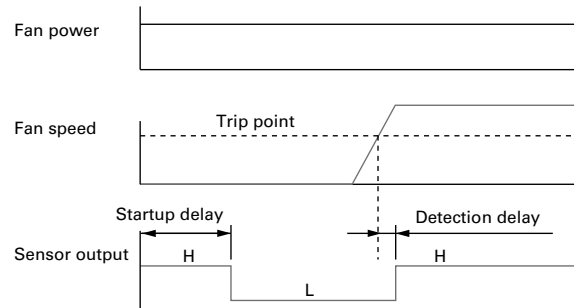 Fan power
Fan speed
Trip point
Startup delay
Detection delay
Sensor output
H
H
L